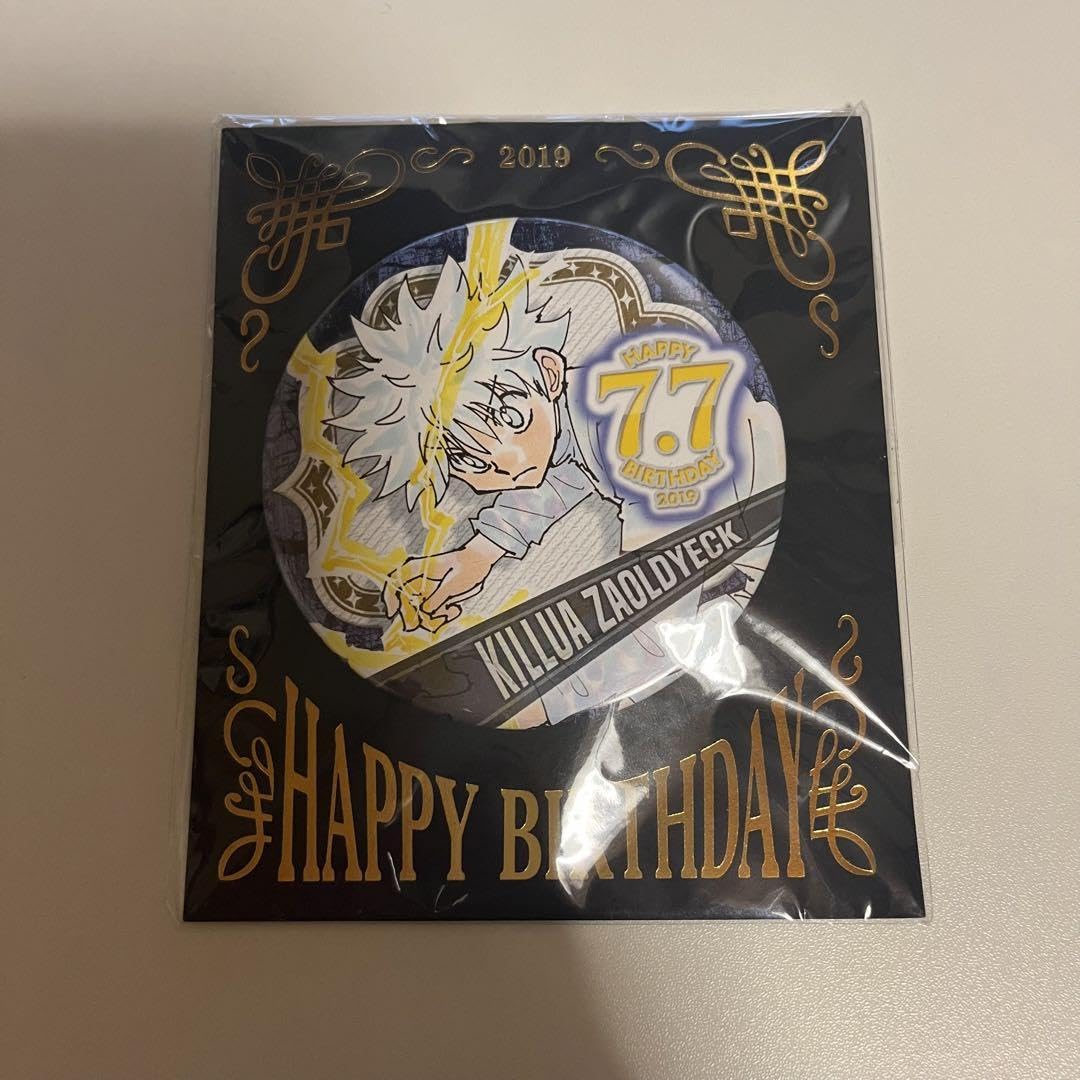 2019
HAPPY
7.7
BIRTHDAY
2019
KILLUA ZAOLDYECK
HAPPY BIRTHDAY